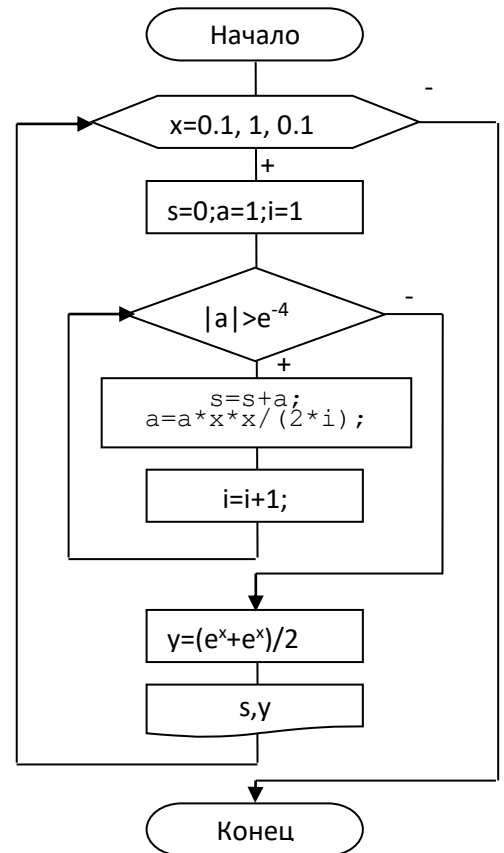 Начало
-
x=0.1, 1, 0.1
+
s=0;a=1;i=1
-
|a|>e⁻⁴
+
s=s+a;
a=a*x*x/(2*i);
i=i+1;
y=(eˣ+eˣ)/2
s,y
Конец